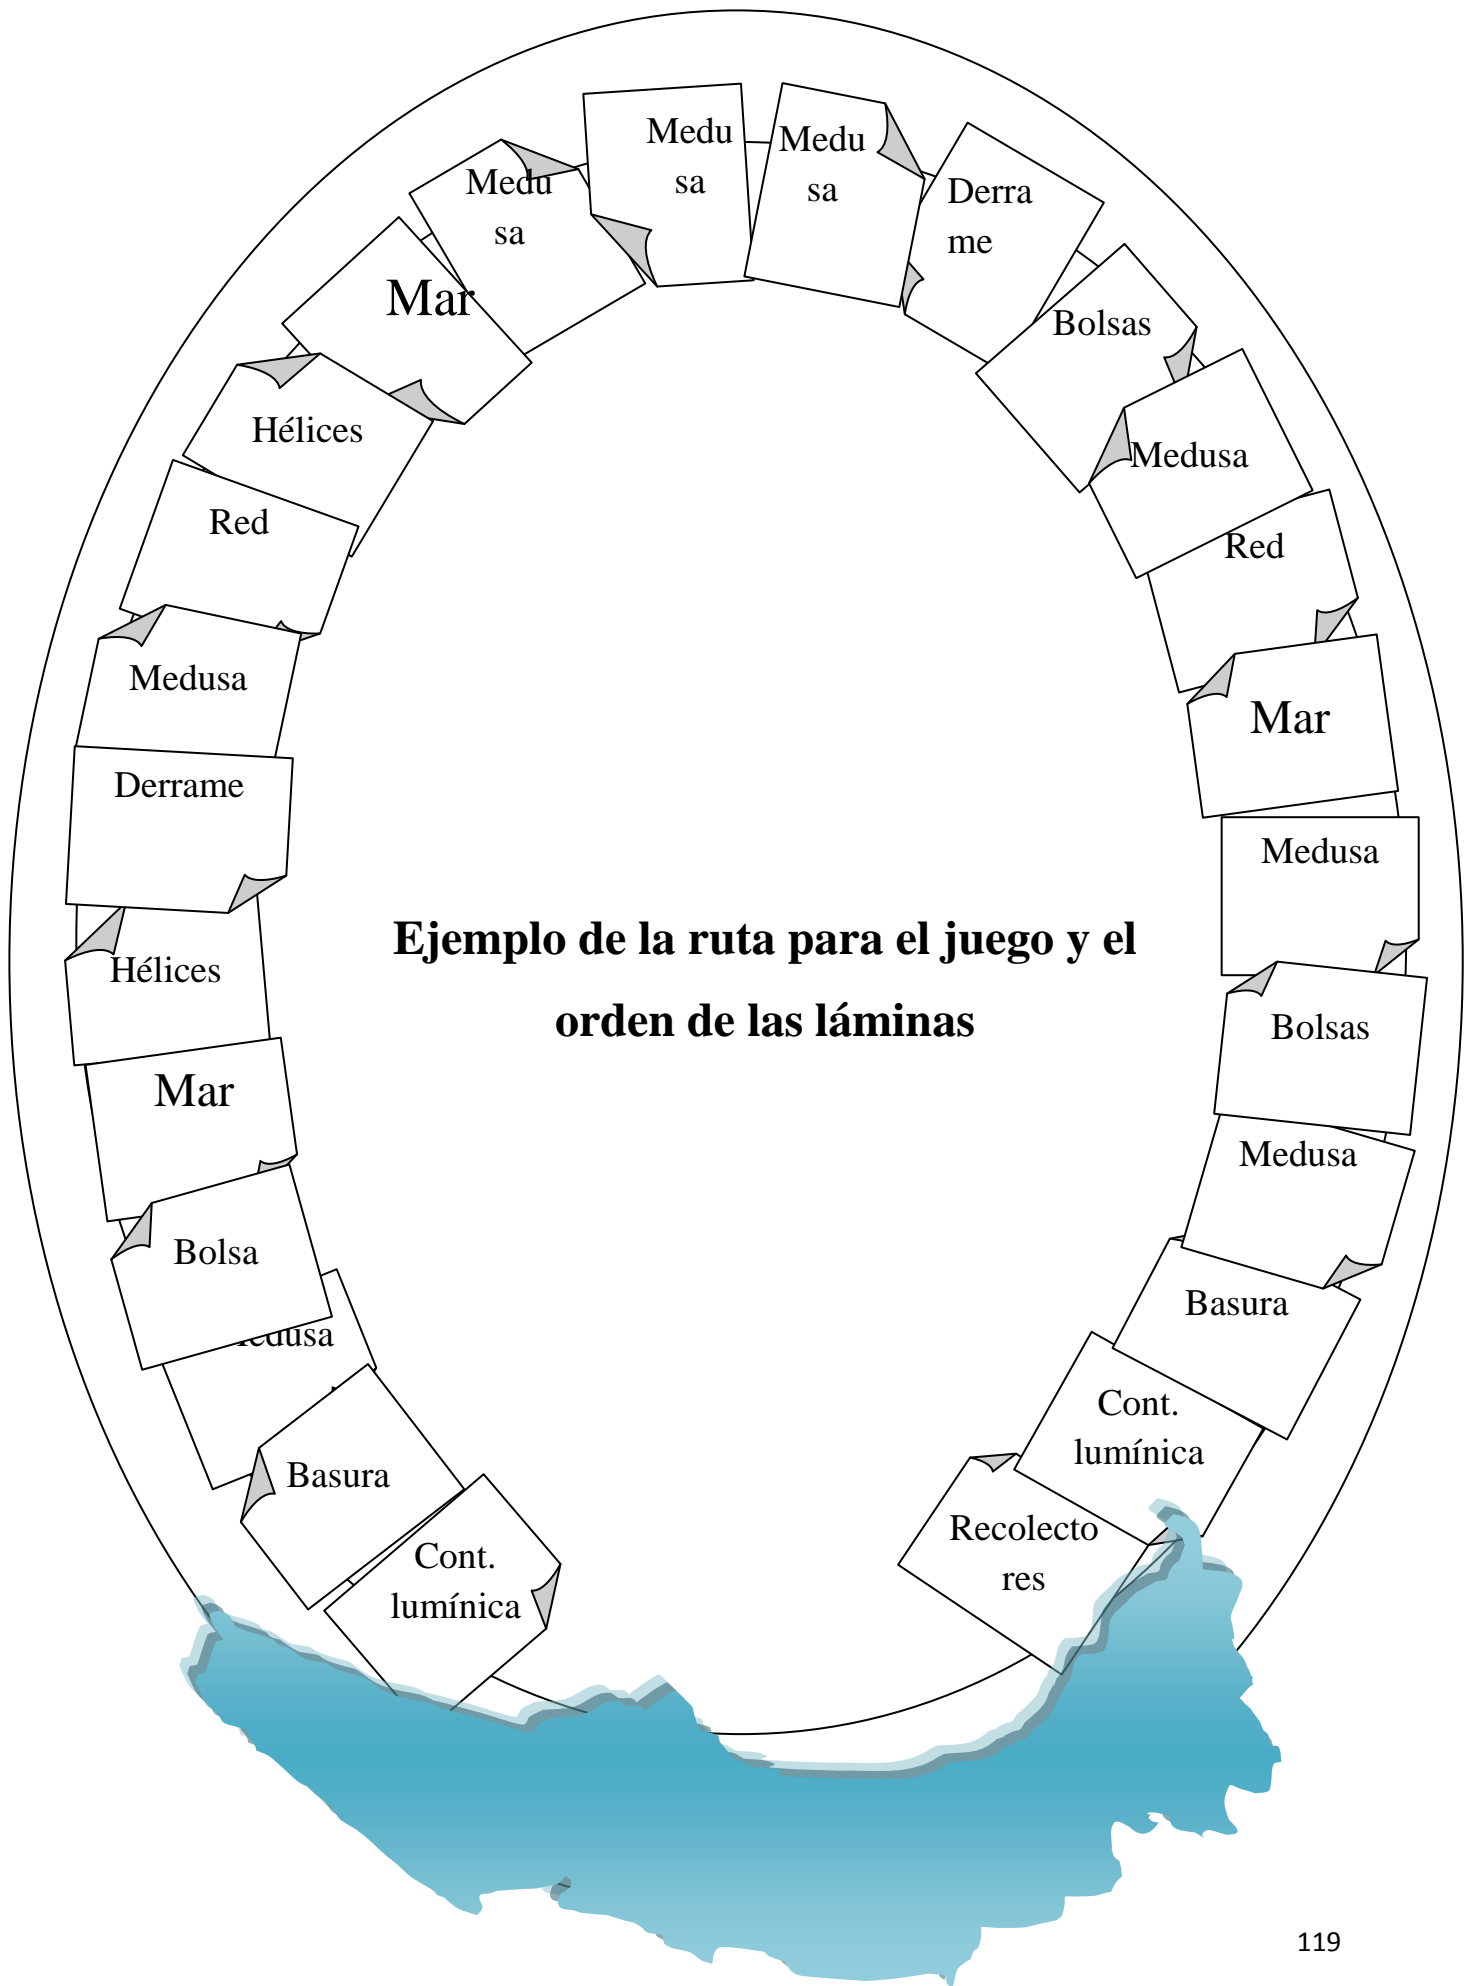 Medu
sa
Medu
sa
Medu
sa
Derra
me
Mar
Bolsas
Hélices
Medusa
Red
Red
Medusa
Mar
Derrame
Medusa
Ejemplo de la ruta para el juego y el
orden de las láminas
Hélices
Bolsas
Mar
Medusa
Bolsa
Basura
edusa
Cont.
lumínica
Basura
Recolecto
res
Cont.
lumínica
119